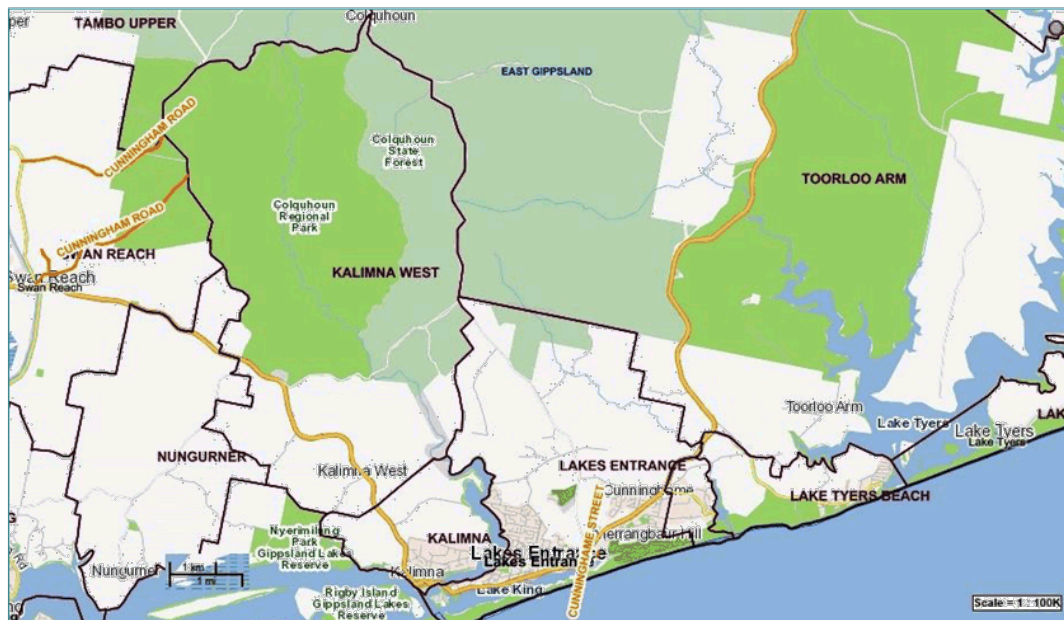 Colquhoun
TAMBO UPPER
EAST GIPPSLAND
CUNNINGHAM ROAD
Colquhoun
State
Forest
TOORLOO ARM
Colquhoun
Regional
Park
CUNNINGHAM ROAD
SWAN REACH
KALIMNA WEST
Swan Reach
Swan Reach
Toorloo Arm
Lake Tyers
Lake Tyers
Lake Tyers
NUNGURNER
Kalimna West
LAKES ENTRANCE
Cunninghame
LAKE TYERS BEACH
CUNNINGHAME STREET
Nyerimilang
Park
Gippsland Lakes
Reserve
KALIMNA
Lakes Entrance
Lakes Entrance
Nungurner
1 km
1 mi
Kalimna
Lake King
Rigby Island
Gippsland Lakes
Reserve
Scale = 1 : 100K